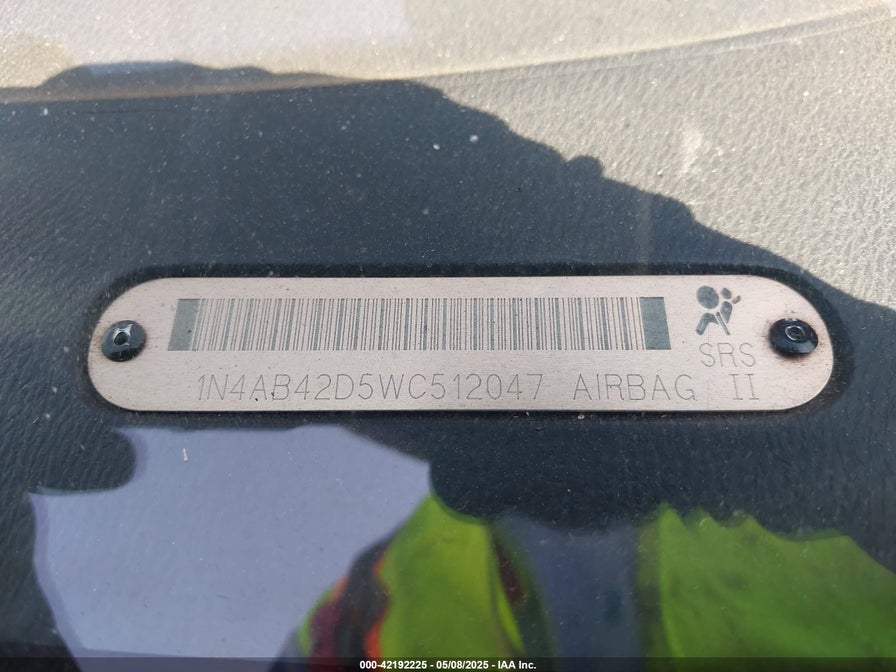 SRS
1N4AB42D5WC512047 AIRBAG II
000-42192225 - 05/08/2025 - IAA Inc.